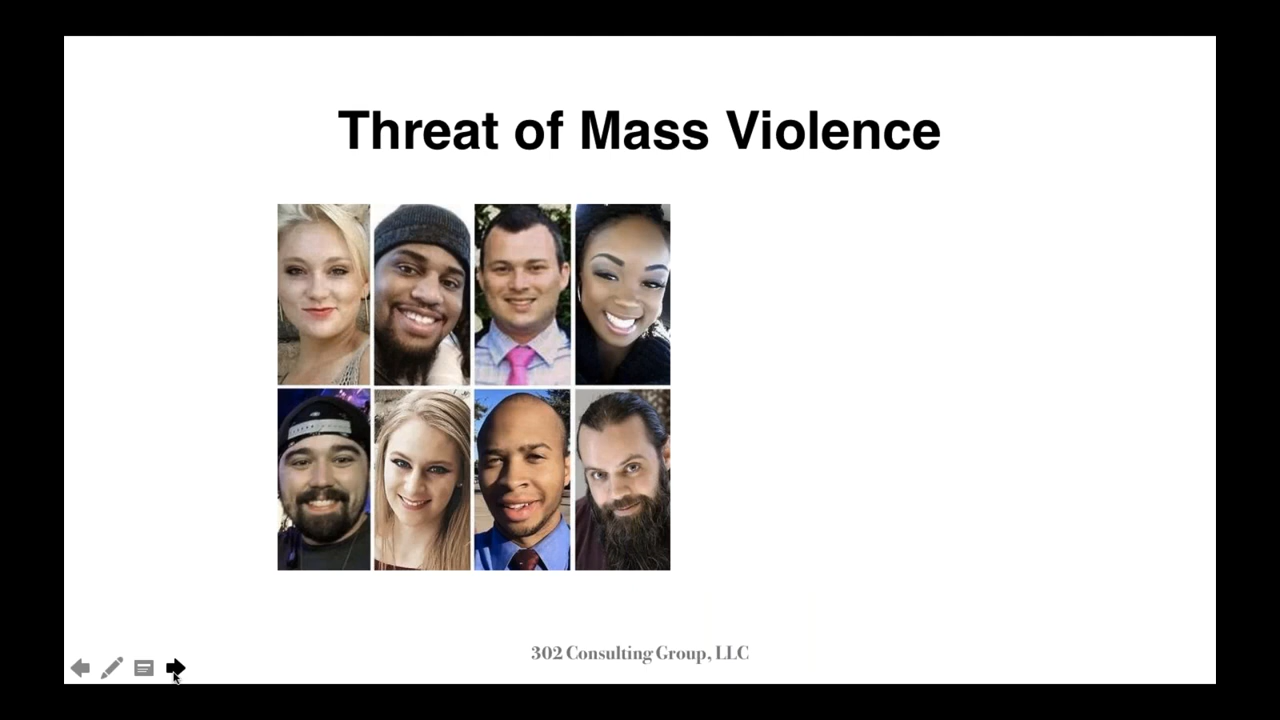 Threat of Mass Violence
302 Consulting Group, LLC